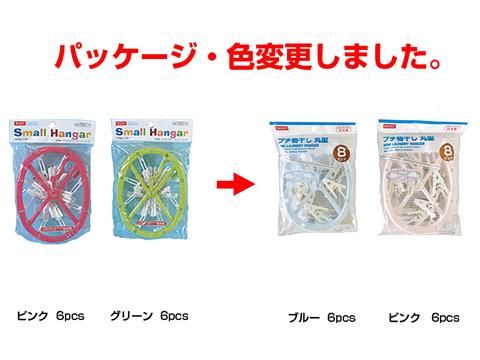 パッケージ・色変更しました。
Small Hangar
Small Hangar
プチ物干し 丸型
MINI LAUNDRY HANGER
8
プチ物干し 丸型
MINI LAUNDRY HANGER
8
ピンク 6pcs
グリーン 6pcs
ブルー 6pcs
ピンク 6pcs